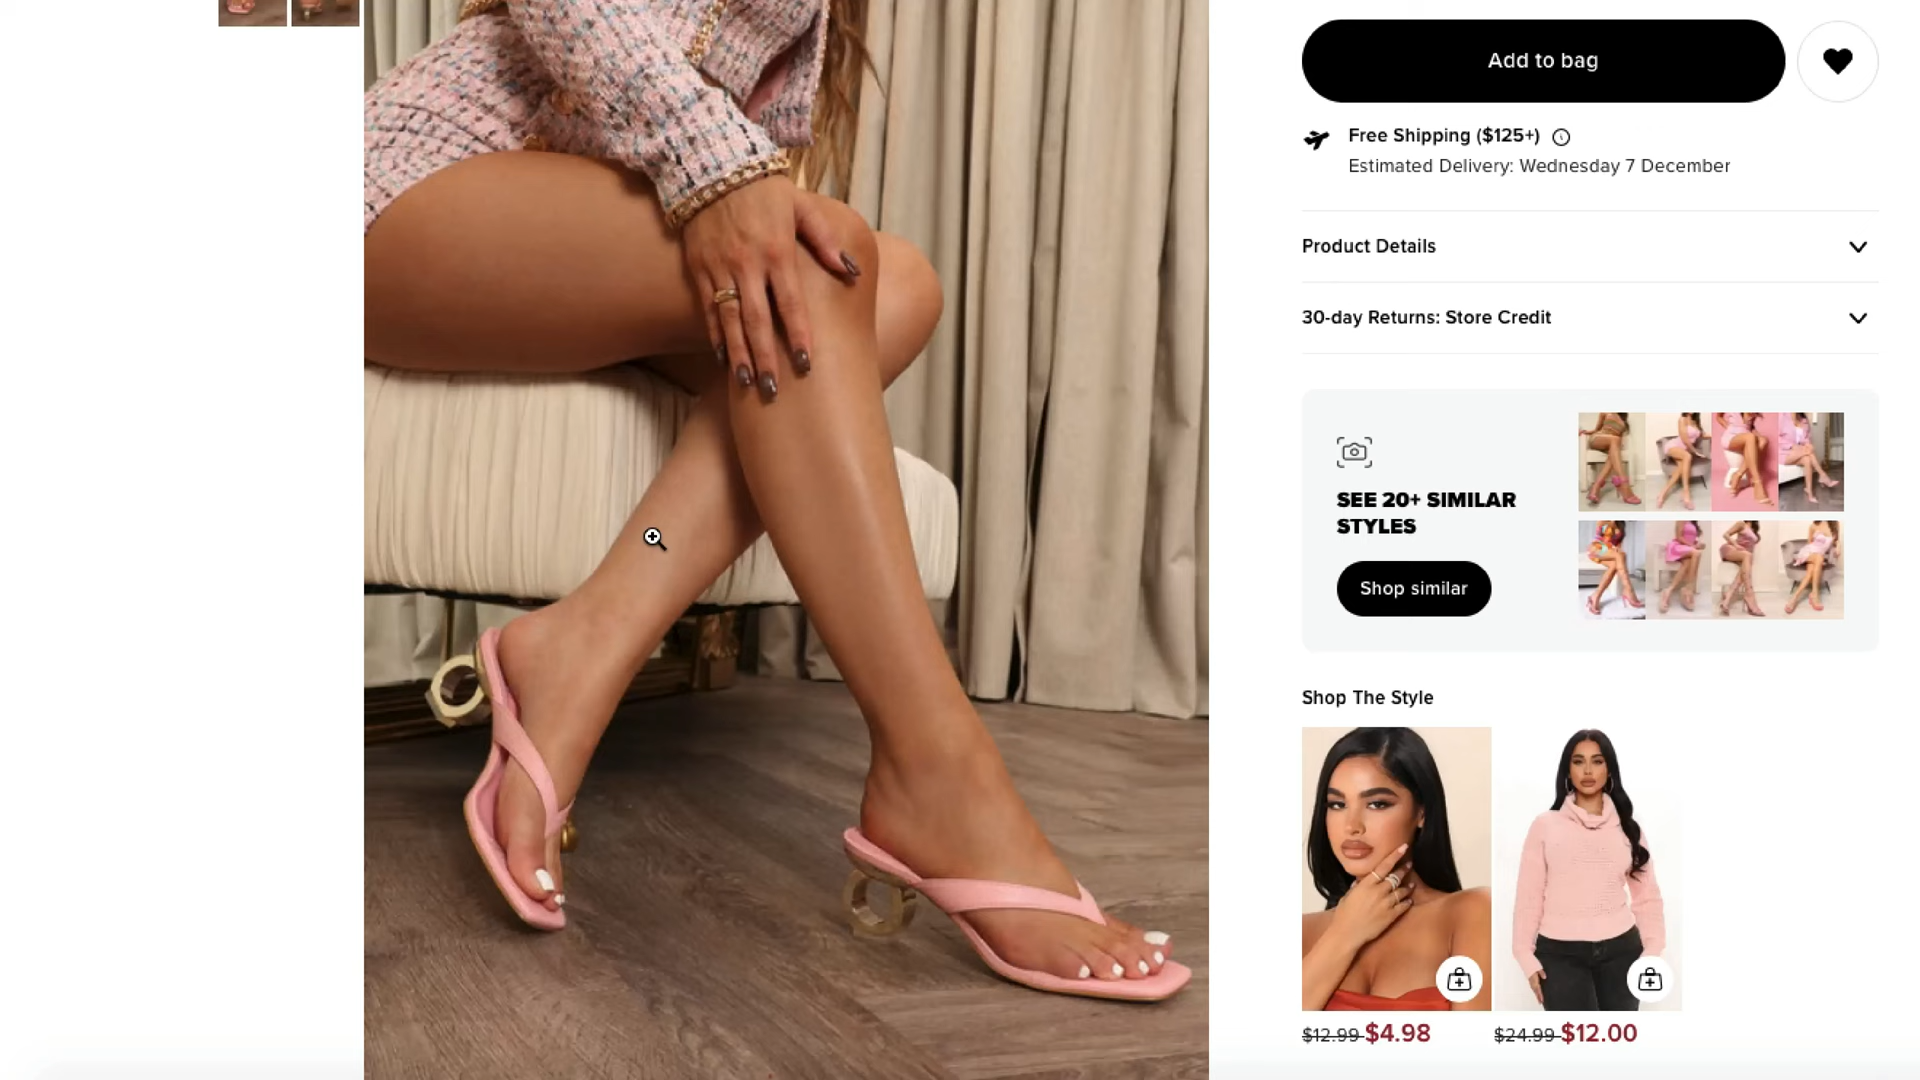 Add to bag
Free Shipping ($125+)
Estimated Delivery: Wednesday 7 December
Product Details
30-day Returns: Store Credit
SEE 20+ SIMILAR
STYLES
Shop similar
Shop The Style
$12.99 $4.98
$24.99 $12.00